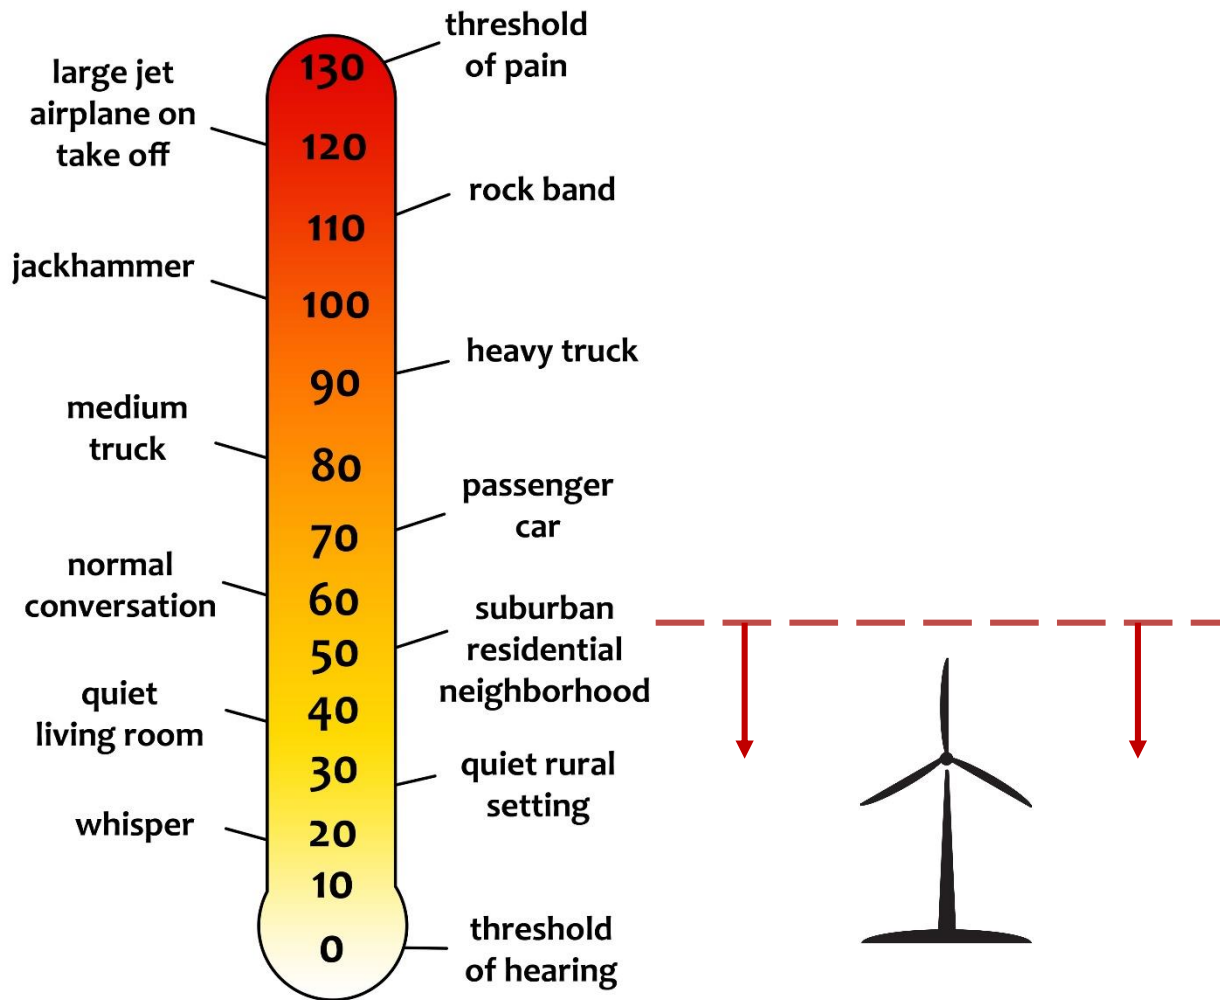 threshold
of pain
large jet
airplane on
take off
130
120
rock band
110
jackhammer
100
heavy truck
90
medium
truck
80
passenger
car
70
normal
conversation
60
suburban
residential
neighborhood
50
quiet
living room
40
30
quiet rural
setting
whisper
20
10
threshold
of hearing
0